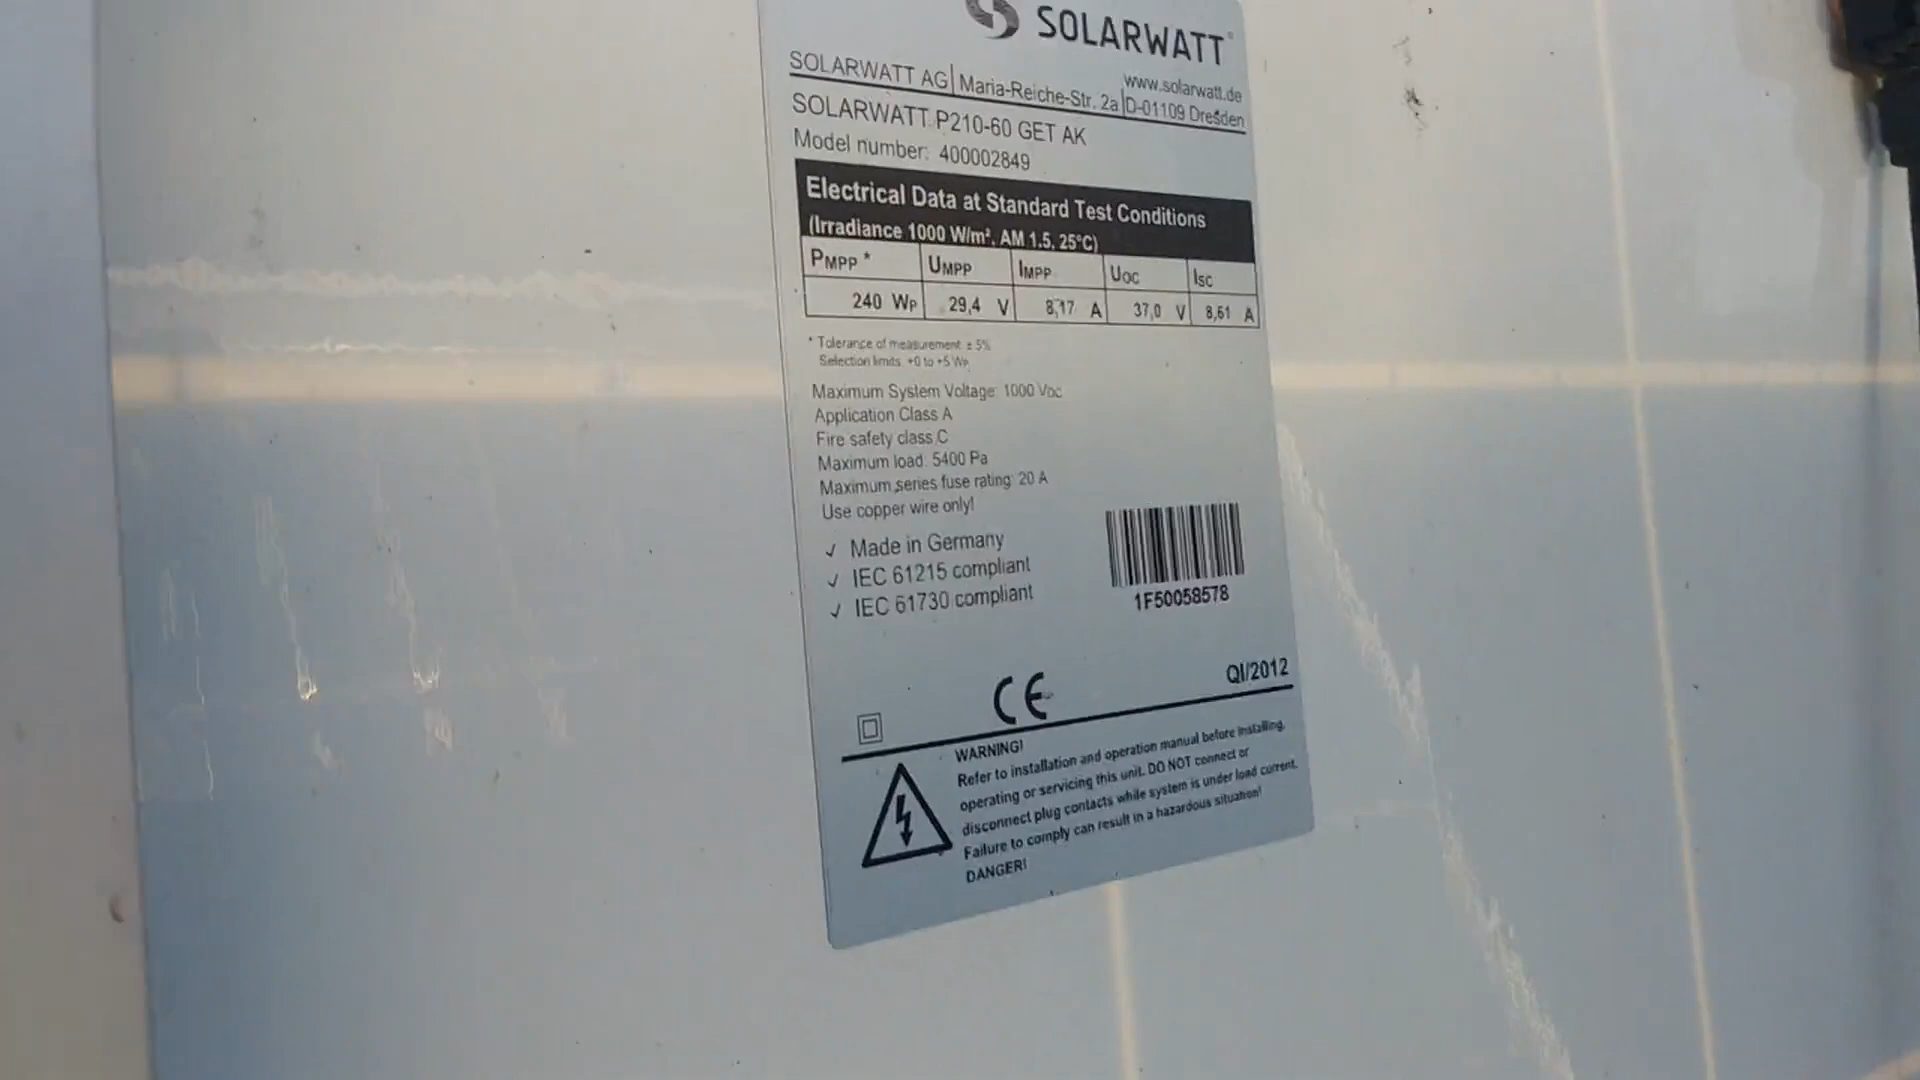 SOLARWATT
www.solarwatt.de
SOLARWATT AG | Maria-Reiche-Str. 2a | D-01109 Dresden
SOLARWATT P210-60 GET AK
Model number: 400002849
Electrical Data at Standard Test Conditions
(Irradiance 1000 W/m², AM 1.5, 25°C)
PMPP * UMPP IMPP UOC ISC
240 WP 29,4 V 8,17 A 37,0 V 8,61 A
* Tolerance of measurement ± 5%
Selection limits +0 to +5 Wp
Maximum System Voltage: 1000 VDC
Application Class A
Fire safety class C
Maximum load: 5400 Pa
Maximum series fuse rating: 20 A
Use copper wire only!
✓ Made in Germany
✓ IEC 61215 compliant
✓ IEC 61730 compliant
1F50058578
CE
QI/2012
WARNING!
Refer to installation and operation manual before installing,
operating or servicing this unit. DO NOT connect or
disconnect plug contacts while system is under load current.
Failure to comply can result in a hazardous situation!
DANGER!